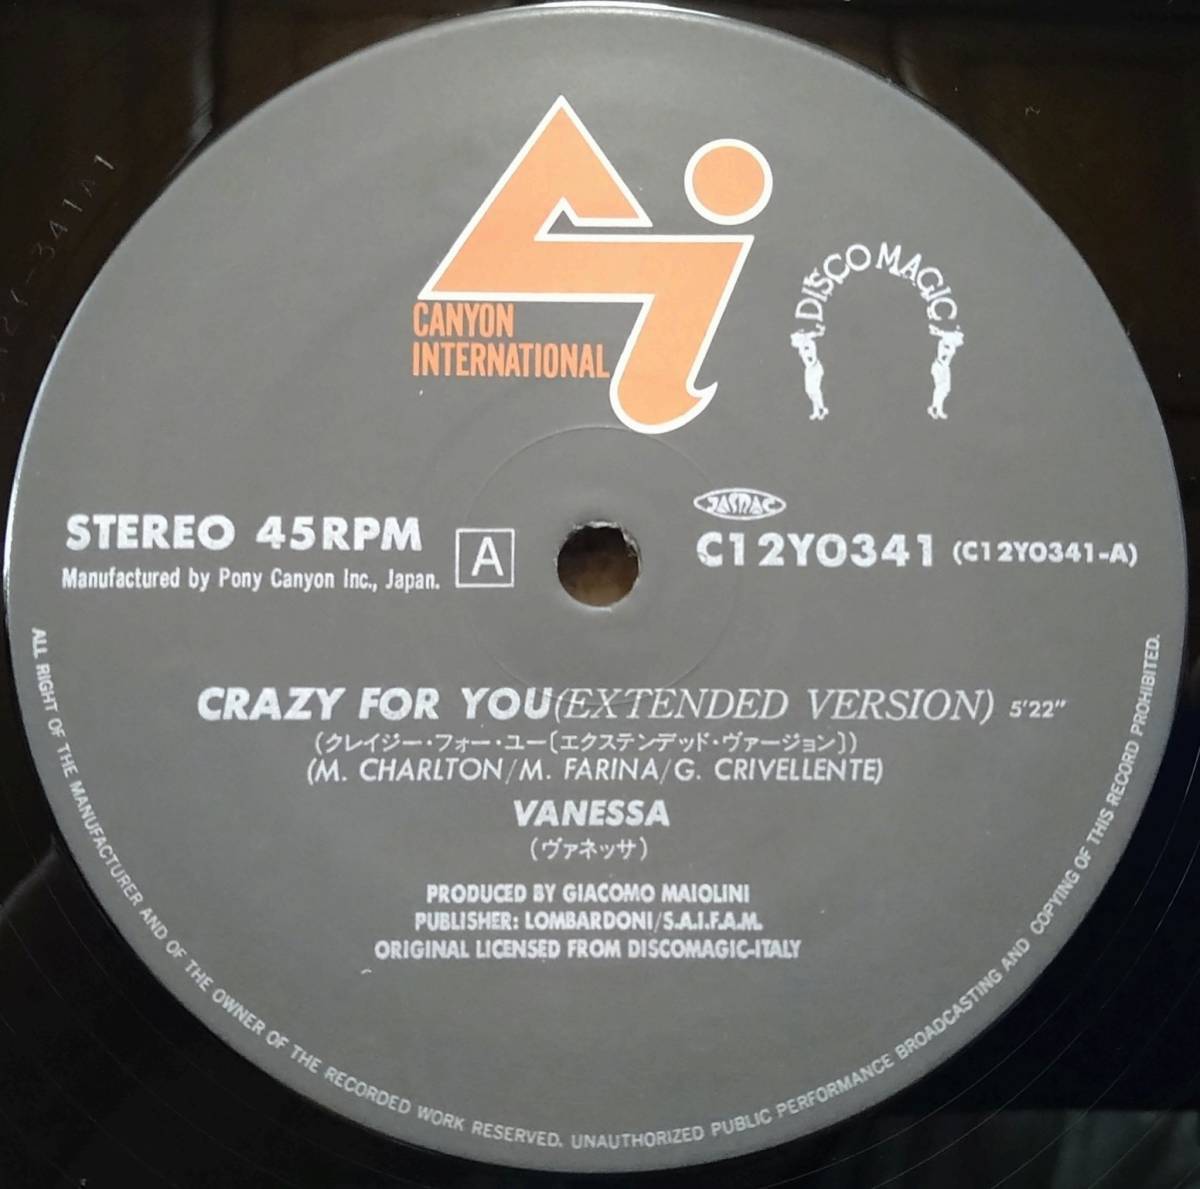 DISCO MAGIC
CANYON
INTERNATIONAL
JASRAC
STEREO 45RPM
A
C12Y0341 (C12Y0341-A)
Manufactured by Pony Canyon Inc., Japan.
CRAZY FOR YOU(EXTENDED VERSION) 5'22"
(クレイジー・フォー・ユー[エクステンデッド・ヴァージョン])
(M. CHARLTON/M. FARINA/G. CRIVELLENTE)
VANESSA
(ヴァネッサ)
PRODUCED BY GIACOMO MAIOLINI
PUBLISHER: LOMBARDONI/S.A.I.F.A.M.
ORIGINAL LICENSED FROM DISCOMAGIC-ITALY
ALL RIGHT OF THE MANUFACTURER AND OF THE OWNER OF THE RECORDED WORK RESERVED. UNAUTHORIZED PUBLIC PERFORMANCE BROADCASTING AND COPYING OF THIS RECORD PROHIBITED.